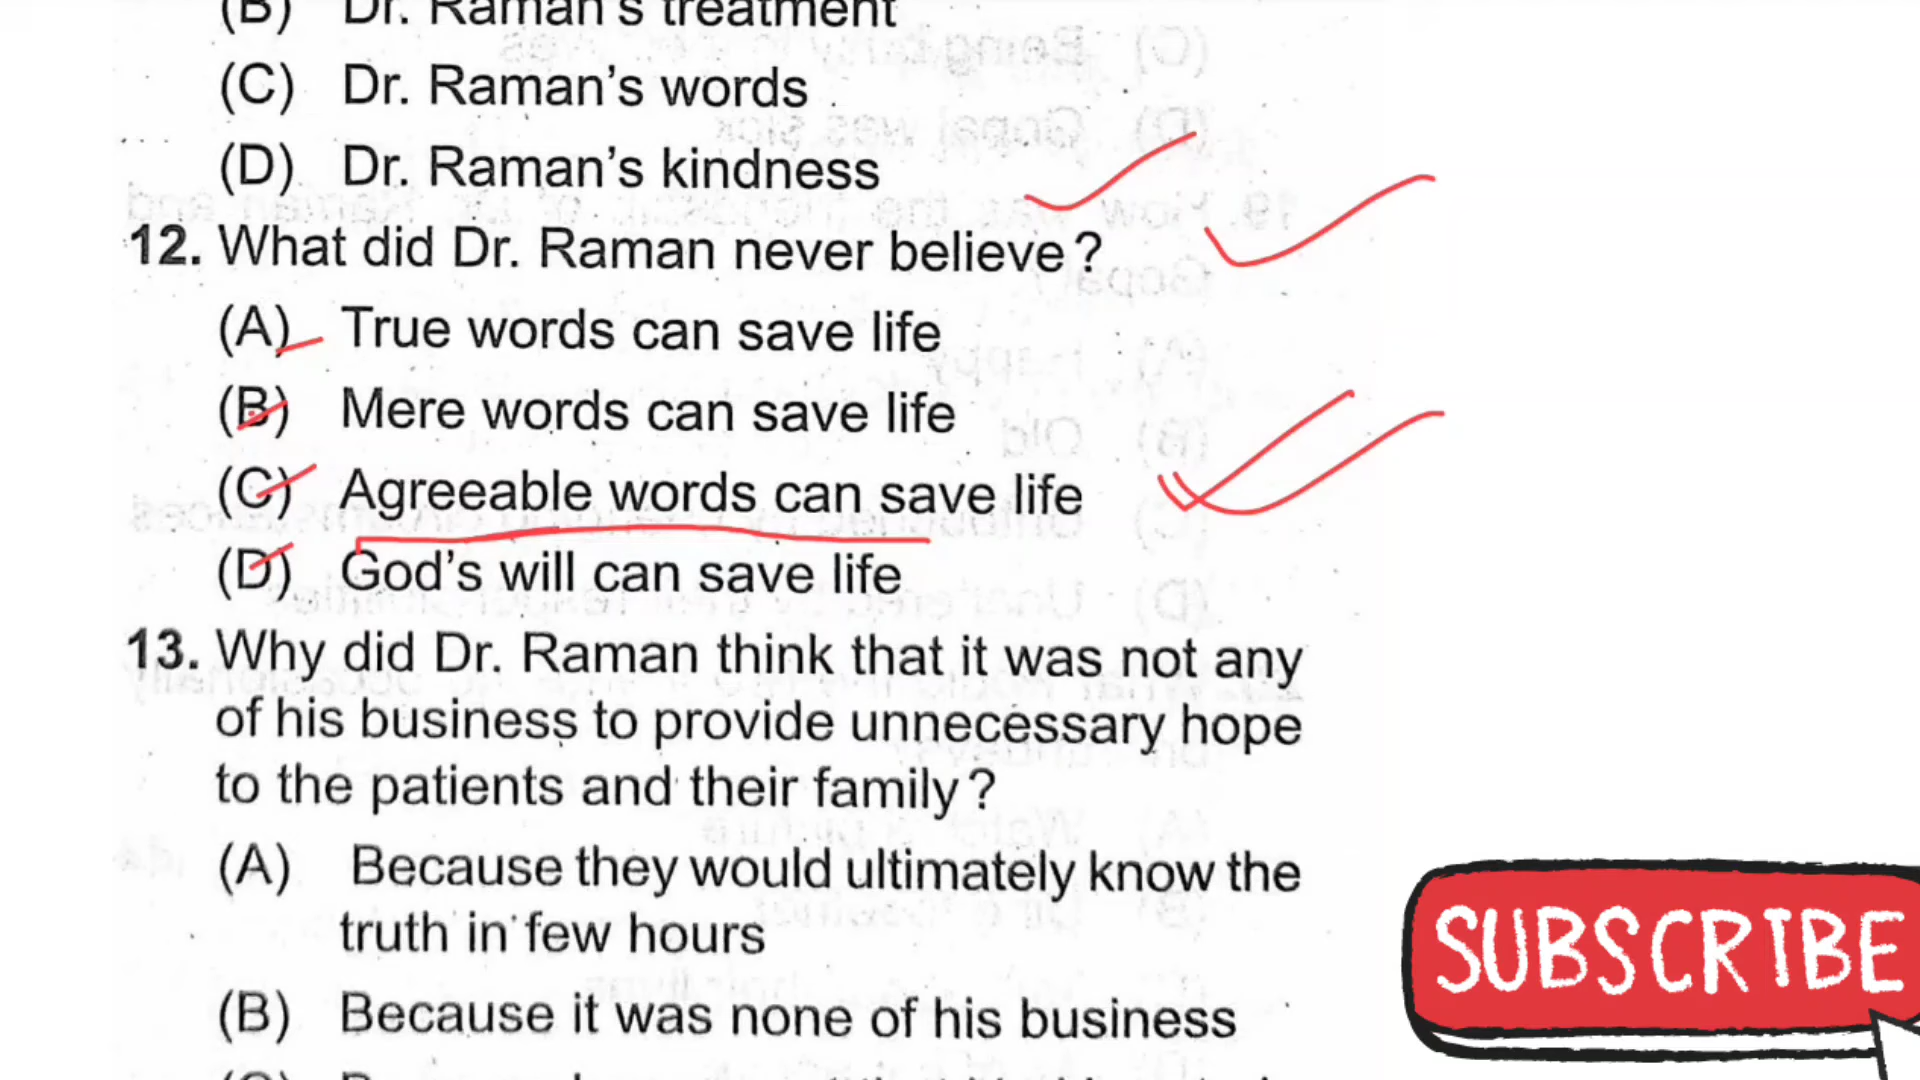 (B) Dr. Raman's treatment
(C) Dr. Raman's words
(D) Dr. Raman's kindness
12. What did Dr. Raman never believe?
(A) True words can save life
(B) Mere words can save life
(C) Agreeable words can save life
(D) God's will can save life
13. Why did Dr. Raman think that it was not any
of his business to provide unnecessary hope
to the patients and their family?
(A) Because they would ultimately know the
truth in few hours
(B) Because it was none of his business
SUBSCRIBE